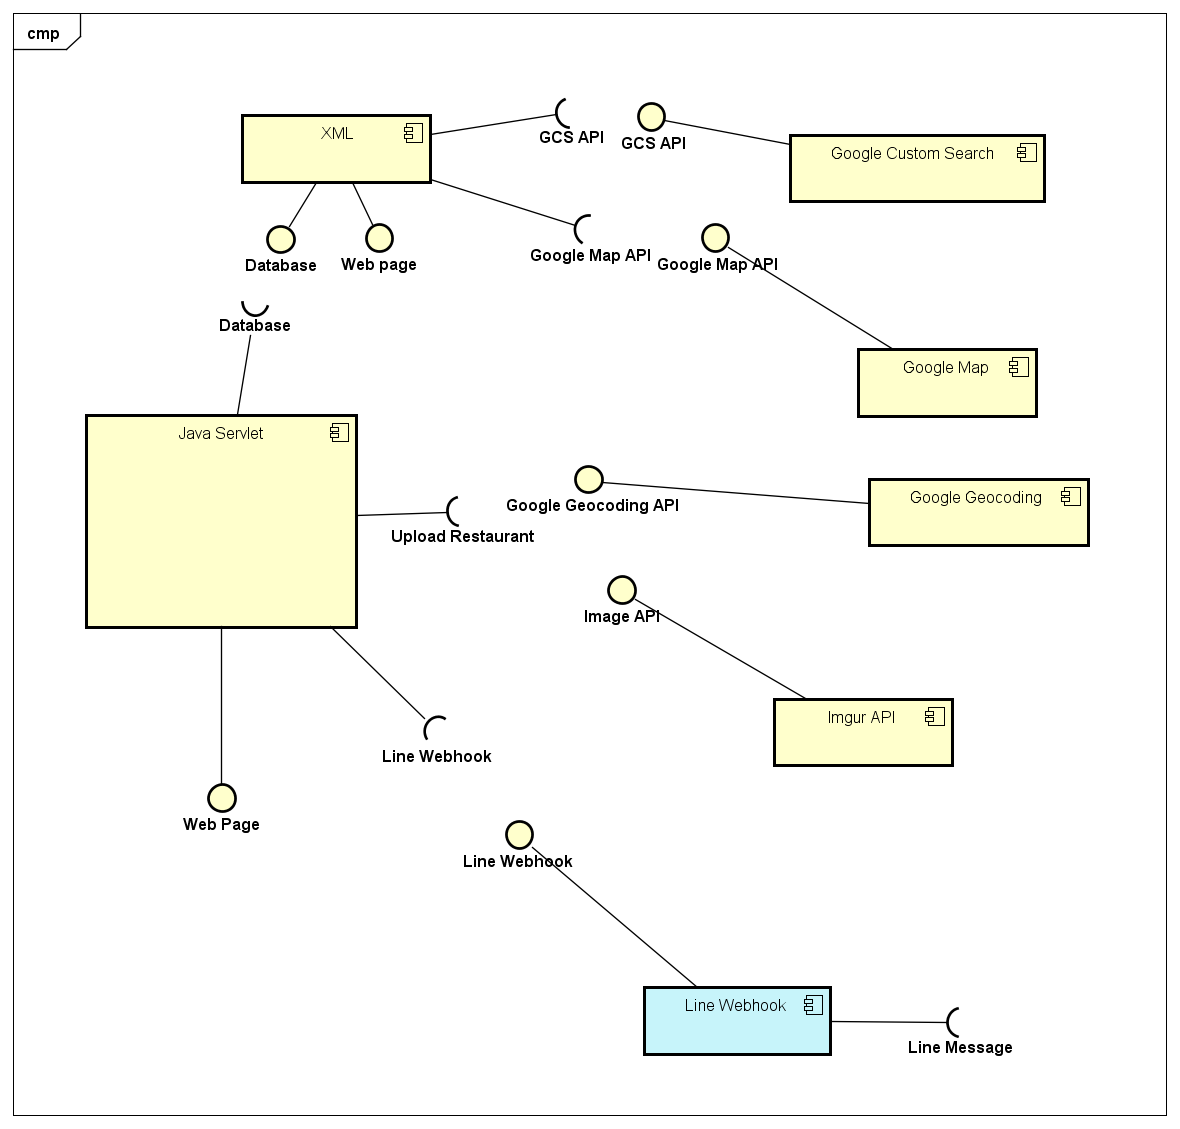 cmp
XML
GCS API
GCS API
Google Custom Search
Database
Web page
Google Map API
Google Map API
Database
Google Map
Java Servlet
Google Geocoding API
Google Geocoding
Upload Restaurant
Image API
Imgur API
Line Webhook
Web Page
Line Webhook
Line Webhook
Line Message